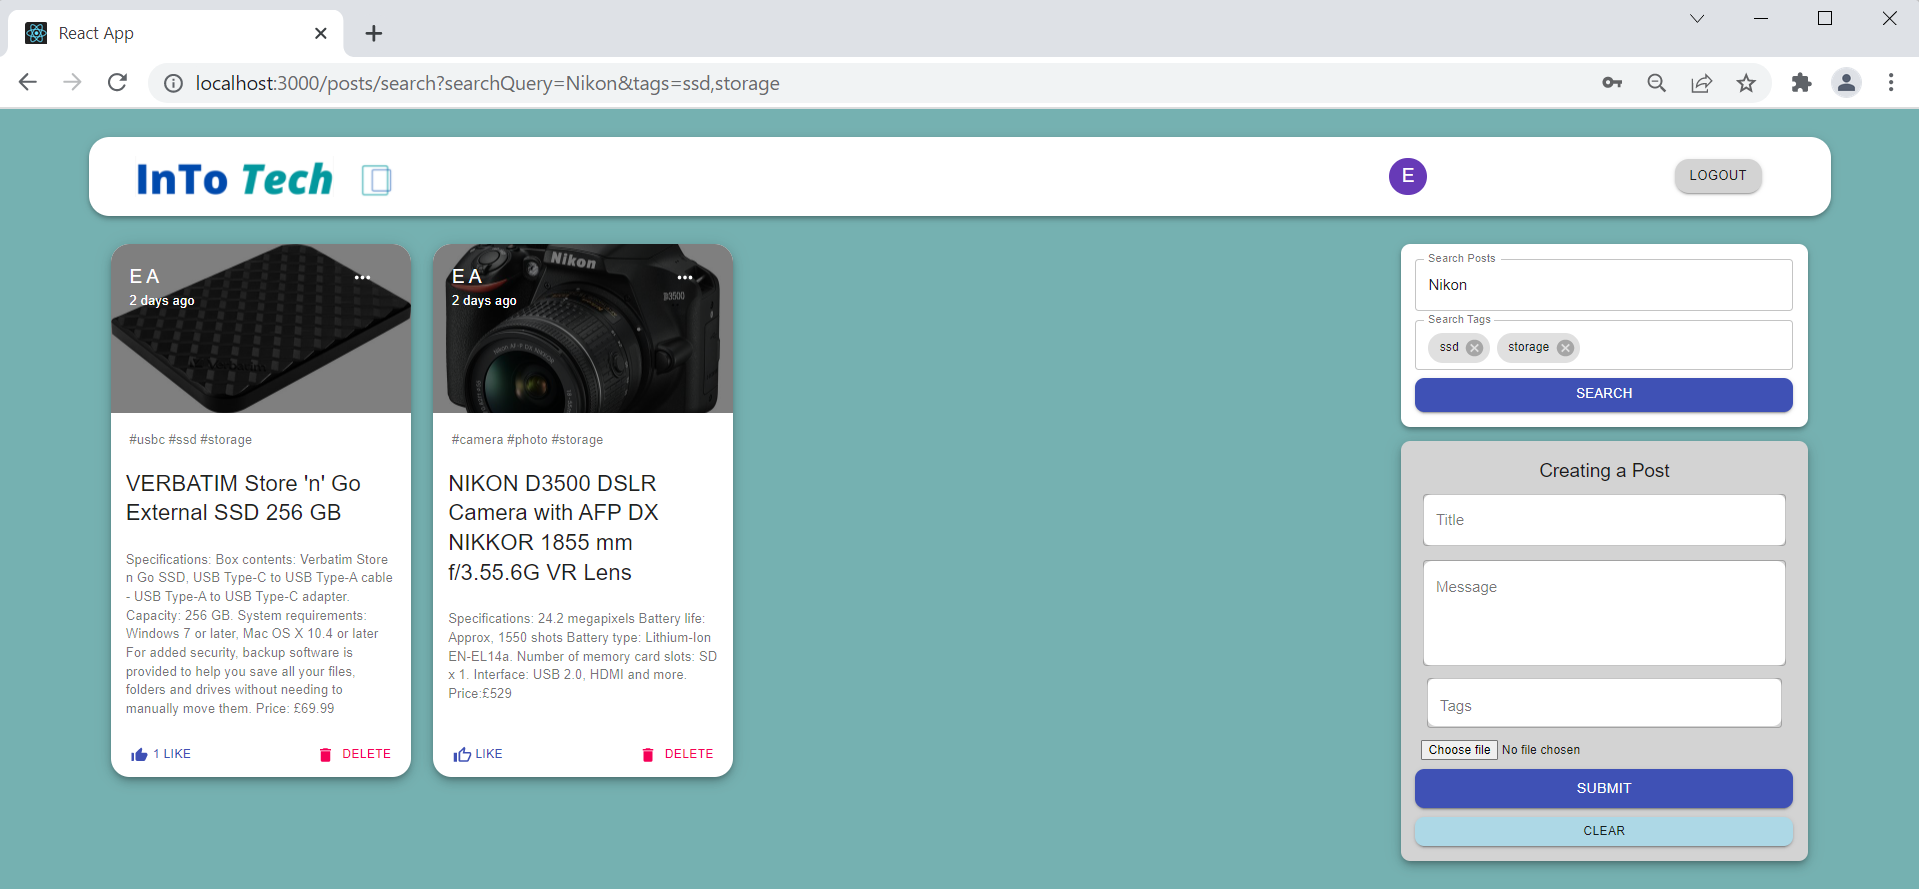 React App
localhost:3000/posts/search?searchQuery=Nikon&tags=ssd,storage
InTo Tech
E
LOGOUT
E A
2 days ago
#usbc #ssd #storage
VERBATIM Store 'n' Go
External SSD 256 GB
Specifications: Box contents: Verbatim Store
n Go SSD, USB Type-C to USB Type-A cable
- USB Type-A to USB Type-C adapter.
Capacity: 256 GB. System requirements:
Windows 7 or later, Mac OS X 10.4 or later
For added security, backup software is
provided to help you save all your files,
folders and drives without needing to
manually move them. Price: £69.99
1 LIKE
DELETE
E A
2 days ago
Nikon
D3500
#camera #photo #storage
NIKON D3500 DSLR
Camera with AFP DX
NIKKOR 1855 mm
f/3.55.6G VR Lens
Specifications: 24.2 megapixels Battery life:
Approx, 1550 shots Battery type: Lithium-Ion
EN-EL14a. Number of memory card slots: SD
x 1. Interface: USB 2.0, HDMI and more.
Price:£529
LIKE
DELETE
Search Posts
Nikon
Search Tags
ssd
storage
SEARCH
Creating a Post
Title
Message
Tags
Choose file No file chosen
SUBMIT
CLEAR